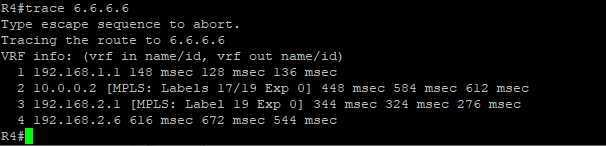 R4#trace 6.6.6.6
Type escape sequence to abort.
Tracing the route to 6.6.6.6
VRF info: (vrf in name/id, vrf out name/id)
  1 192.168.1.1 148 msec 128 msec 136 msec
  2 10.0.0.2 [MPLS: Labels 17/19 Exp 0] 448 msec 584 msec 612 msec
  3 192.168.2.1 [MPLS: Label 19 Exp 0] 344 msec 324 msec 276 msec
  4 192.168.2.6 616 msec 672 msec 544 msec
R4#